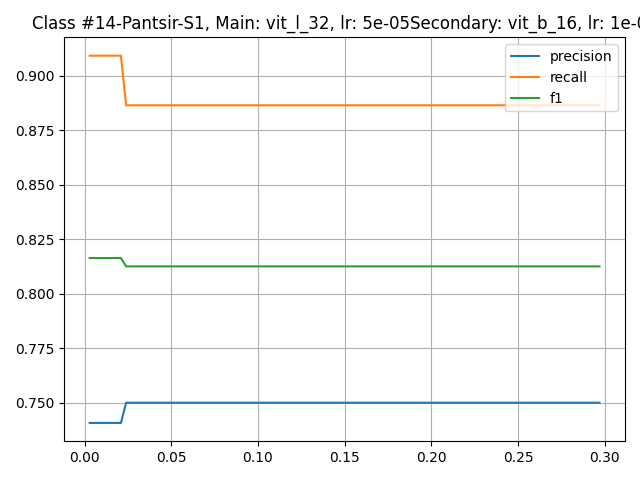 Class #14-Pantsir-S1, Main: vit_l_32, lr: 5e-05Secondary: vit_b_16, lr: 1e-0
precision
recall
f1
0.900
0.875
0.850
0.825
0.800
0.775
0.750
0.00 0.05 0.10 0.15 0.20 0.25 0.30